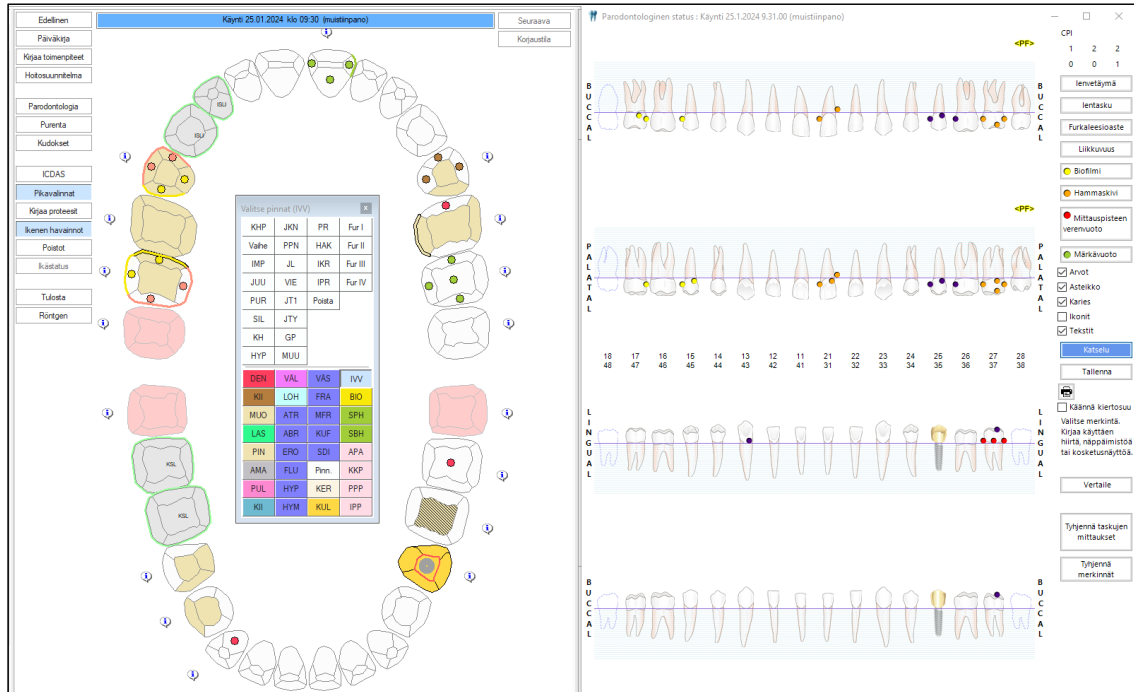 Edellinen
Päiväkirja
Kirjaa toimenpiteet
Hoitosuunnitelma
Parodontologia
Purenta
Kudokset
ICDAS
Pikavalinnat
Kirjaa proteesit
Ikenen havainnot
Poistot
Ikästatus
Tulosta
Röntgen
Käynti 25.01.2024 klo 09:30 (muistiinpano)
Seuraava
Korjaustila
ISU
ISU
KSL
KSL
Valitse pinnat (IVV) x
KHP JKN PR Fur I
Vaihe PPN HAK Fur II
IMP JL IKR Fur III
JUU VIE IPR Fur IV
PUR JT1 Poista
SIL JTY
KH GP
HYP MUU
DEN VÄL VÄS IVV
KII LOH FRA BIO
MUO ATR MFR SPH
LAS ABR KUF SBH
PIN ERO SDI APA
AMA FLU Pinn. KKP
PUL HYP KER PPP
KII HYM KUL IPP
Parodontologinen status : Käynti 25.1.2024 9.31.00 (muistiinpano)
<PF>
BUCCAL
BUCCAL
<PF>
PALATAL
PALATAL
18 17 16 15 14 13 12 11 21 22 23 24 25 26 27 28
48 47 46 45 44 43 42 41 31 32 33 34 35 36 37 38
LINGUAL
LINGUAL
BUCCAL
BUCCAL
CPI
1 2 2
0 0 1
Ienvetäymä
Ientasku
Furkaleesioaste
Liikkuvuus
Biofilmi
Hammaskivi
Mittauspisteen
verenvuoto
Märkävuoto
Arvot
Asteikko
Karies
Ikonit
Tekstit
Katselu
Tallenna
Käännä kiertosuu
Valitse merkintä.
Kirjaa käyttäen
hiirtä, näppäimistöä
tai kosketusnäyttöä.
Vertaile
Tyhjennä taskujen
mittaukset
Tyhjennä
merkinnät